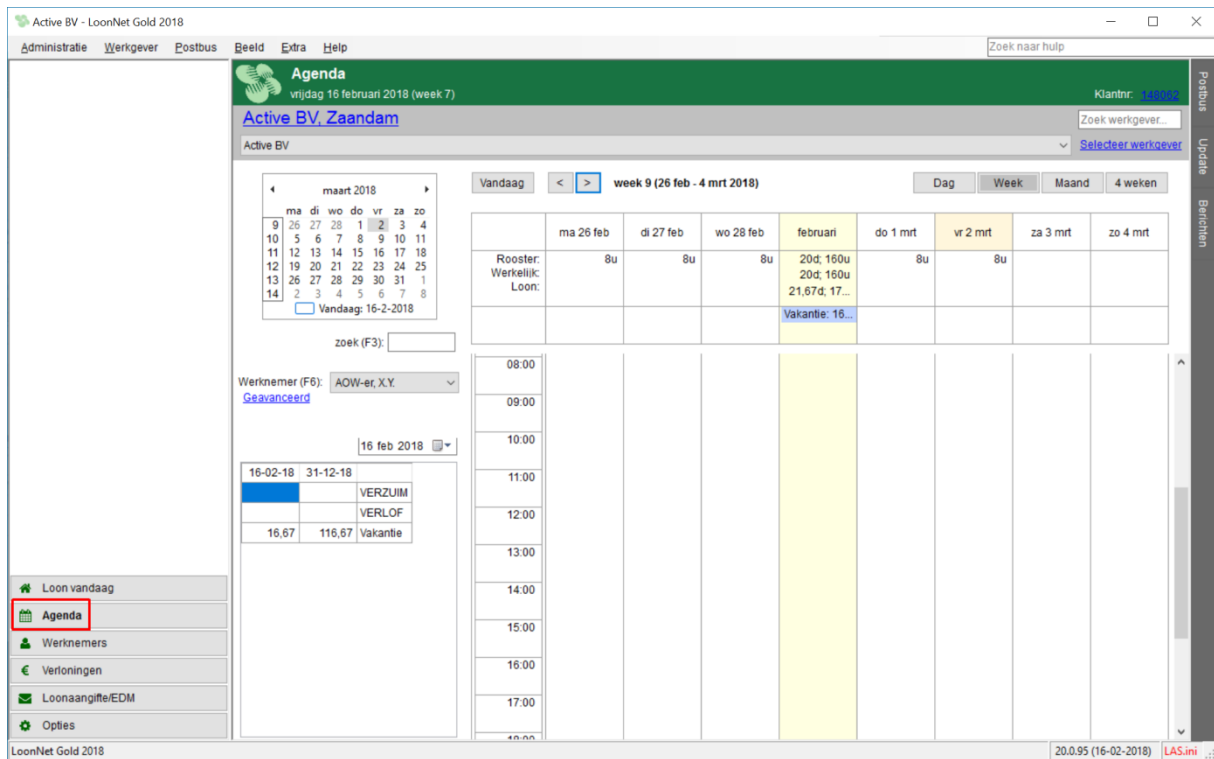 Active BV - LoonNet Gold 2018
Administratie Werkgever Postbus Beeld Extra Help Zoek naar hulp
Agenda
vrijdag 16 februari 2018 (week 7)
Klantnr: 148062
Active BV, Zaandam
Zoek werkgever...
Active BV
Selecteer werkgever
Postbus
Update
Berichten
maart 2018
ma di wo do vr za zo
9 26 27 28 1 2 3 4
10 5 6 7 8 9 10 11
11 12 13 14 15 16 17 18
12 19 20 21 22 23 24 25
13 26 27 28 29 30 31 1
14 2 3 4 5 6 7 8
Vandaag: 16-2-2018
zoek (F3):
Werknemer (F6): AOW-er, X.Y.
Geavanceerd
16 feb 2018
16-02-18 31-12-18
VERZUIM
VERLOF
16,67 116,67 Vakantie
Vandaag < > week 9 (26 feb - 4 mrt 2018) Dag Week Maand 4 weken
ma 26 feb di 27 feb wo 28 feb februari do 1 mrt vr 2 mrt za 3 mrt zo 4 mrt
Rooster: 8u 8u 8u 20d; 160u 8u 8u
Werkelijk: 20d; 160u
Loon: 21,67d; 17...
Vakantie: 16...
08:00
09:00
10:00
11:00
12:00
13:00
14:00
15:00
16:00
17:00
18:00
Loon vandaag
Agenda
Werknemers
€ Verloningen
Loonaangifte/EDM
Opties
LoonNet Gold 2018 20.0.95 (16-02-2018) LAS.ini